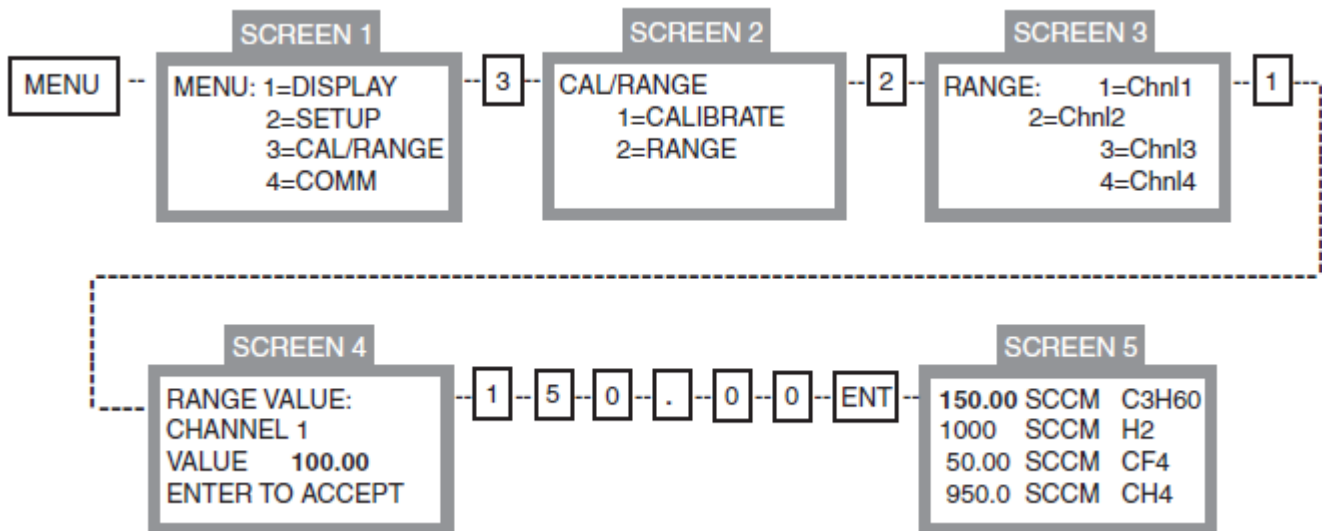 SCREEN 1
MENU
MENU: 1=DISPLAY
2=SETUP
3=CAL/RANGE
4=COMM
3
SCREEN 2
CAL/RANGE
1=CALIBRATE
2=RANGE
2
SCREEN 3
RANGE: 1=Chnl1
2=Chnl2
3=Chnl3
4=Chnl4
1
SCREEN 4
RANGE VALUE:
CHANNEL 1
VALUE 100.00
ENTER TO ACCEPT
1 5 0 . 0 0 ENT
SCREEN 5
150.00 SCCM C3H60
1000 SCCM H2
50.00 SCCM CF4
950.0 SCCM CH4